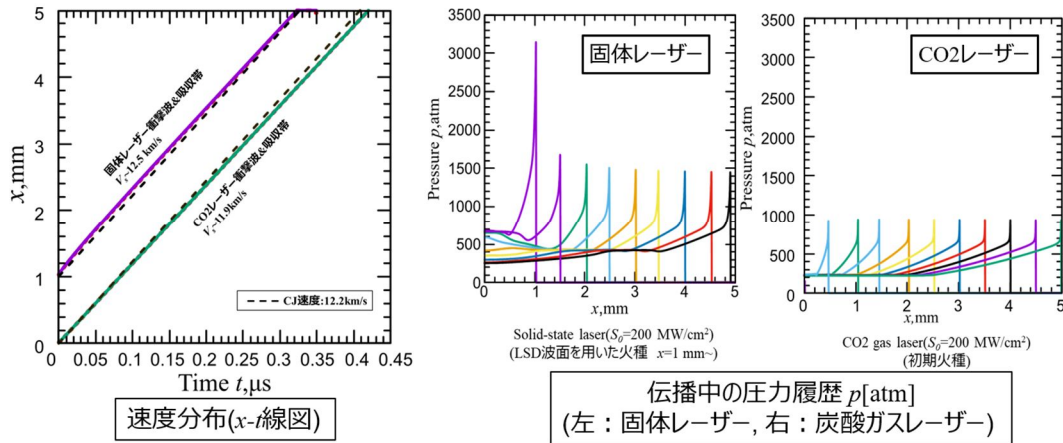 5
4
3
2
1
0
x,mm
0 0.05 0.1 0.15 0.2 0.25 0.3 0.35 0.4 0.45
Time t,μs
固体レーザー衝撃波&吸収帯
Vs=12.5 km/s
CO2レーザー衝撃波&吸収帯
Vs=11.9km/s
CJ速度:12.2km/s
速度分布(x-t線図)
3500
3000
2500
2000
1500
1000
500
0
Pressure p,atm
固体レーザー
0 1 2 3 4 5
x,mm
Solid-state laser(S0=200 MW/cm²)
(LSD波面を用いた火種 x=1 mm~)
3500
3000
2500
2000
1500
1000
500
0
Pressure p,atm
CO2レーザー
0 1 2 3 4 5
x,mm
CO2 gas laser(S0=200 MW/cm²)
(初期火種)
伝播中の圧力履歴 p[atm]
(左：固体レーザー, 右：炭酸ガスレーザー)